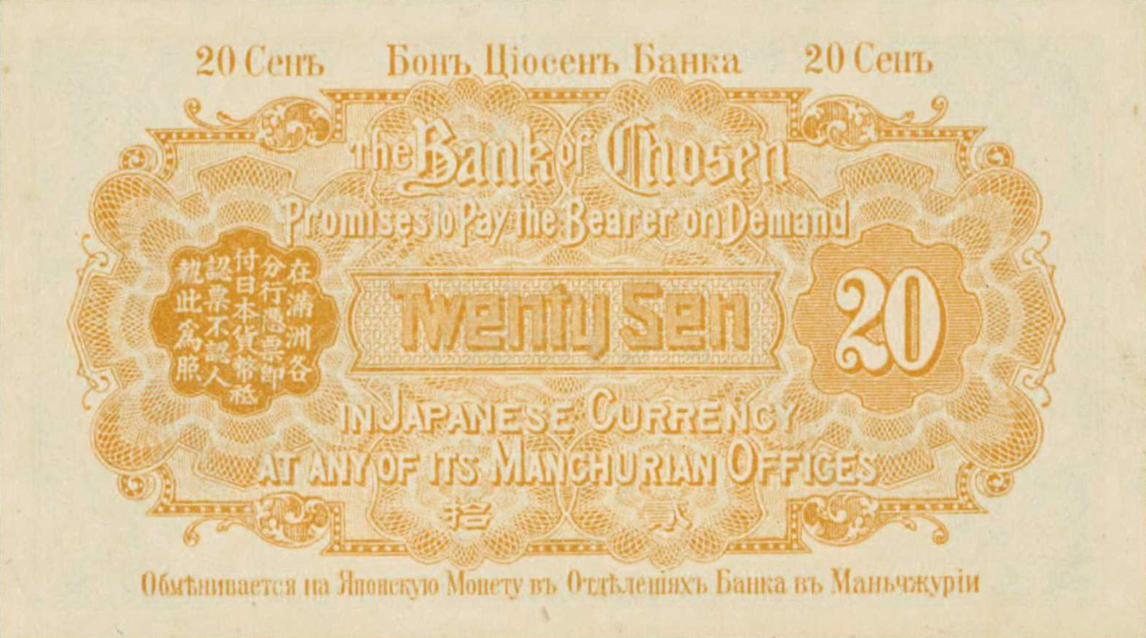 20 Сенъ Бонъ Ціосенъ Банка 20 Сенъ
The Bank of Chosen
Promises to Pay the Bearer on Demand
在滿洲各
分行憑票即
付日本貨幣祗
認票不認人
執此爲照
Twenty Sen
20
IN JAPANESE CURRENCY
AT ANY OF ITS MANCHURIAN OFFICES
貳拾
Обмѣнивается на Японскую Монету въ Отдѣленіяхъ Банка въ Маньчжуріи